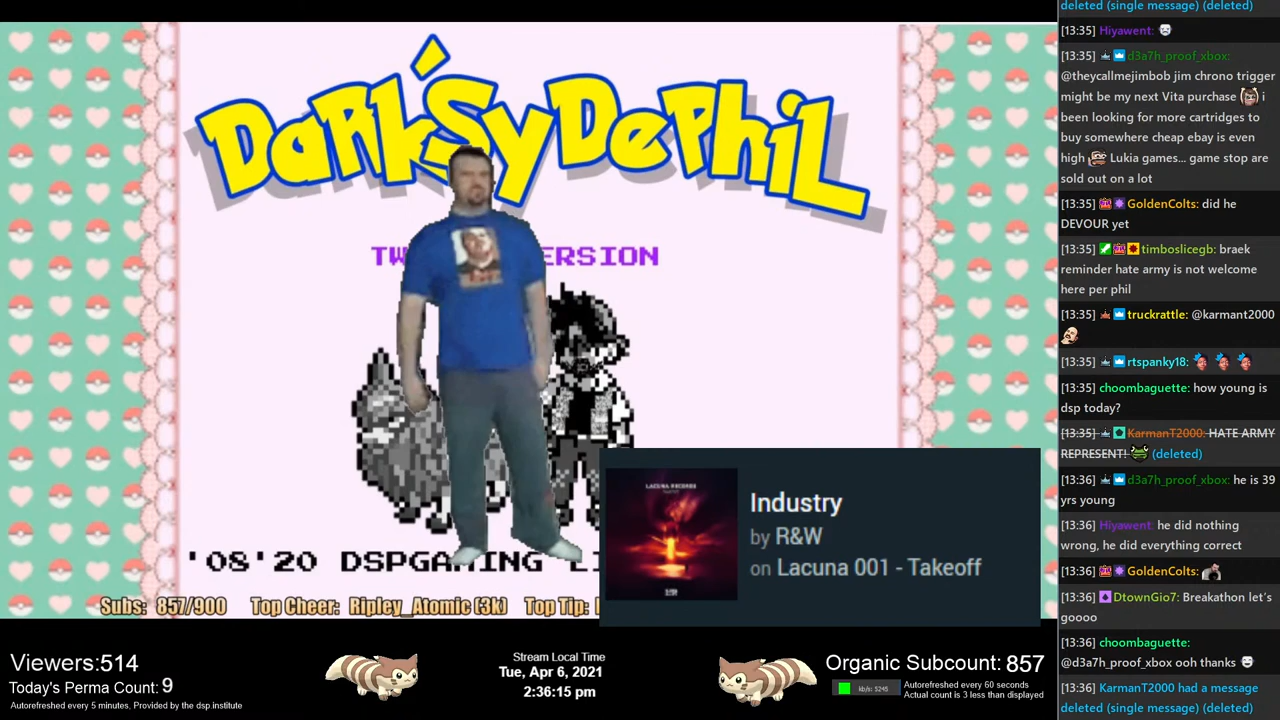 DarkSyDePhiL
ERSION
'08'20 DSPGAMING
Subs: 857/900 Top Cheer: Ripley_Atomic (3k) Top Tip:
LACUNA RECORDS
Industry
by R&W
on Lacuna 001 - Takeoff
Viewers:514
Today's Perma Count: 9
Autorefreshed every 5 minutes, Provided by the dsp.institute
Stream Local Time
Tue, Apr 6, 2021
2:36:15 pm
Organic Subcount: 857
kb/s: 5245
Autorefreshed every 60 seconds
Actual count is 3 less than displayed
deleted (single message) (deleted)
[13:35] Hiyawent:
[13:35] d3a7h_proof_xbox:
@theycallmejimbob jim chrono trigger
might be my next Vita purchase i
been looking for more cartridges to
buy somewhere cheap ebay is even
high Lukia games... game stop are
sold out on a lot
[13:35] GoldenColts: did he
DEVOUR yet
[13:35] timboslicegb: braek
reminder hate army is not welcome
here per phil
[13:35] truckrattle: @karmant2000
[13:35] rtspanky18:
[13:35] choombaguette: how young is
dsp today?
[13:35] KarmanT2000: HATE ARMY
REPRESENT! (deleted)
[13:36] d3a7h_proof_xbox: he is 39
yrs young
[13:36] Hiyawent: he did nothing
wrong, he did everything correct
[13:36] GoldenColts:
[13:36] DtownGio7: Breakathon let's
goooo
[13:36] choombaguette:
@d3a7h_proof_xbox ooh thanks
[13:36] KarmanT2000 had a message
deleted (single message) (deleted)